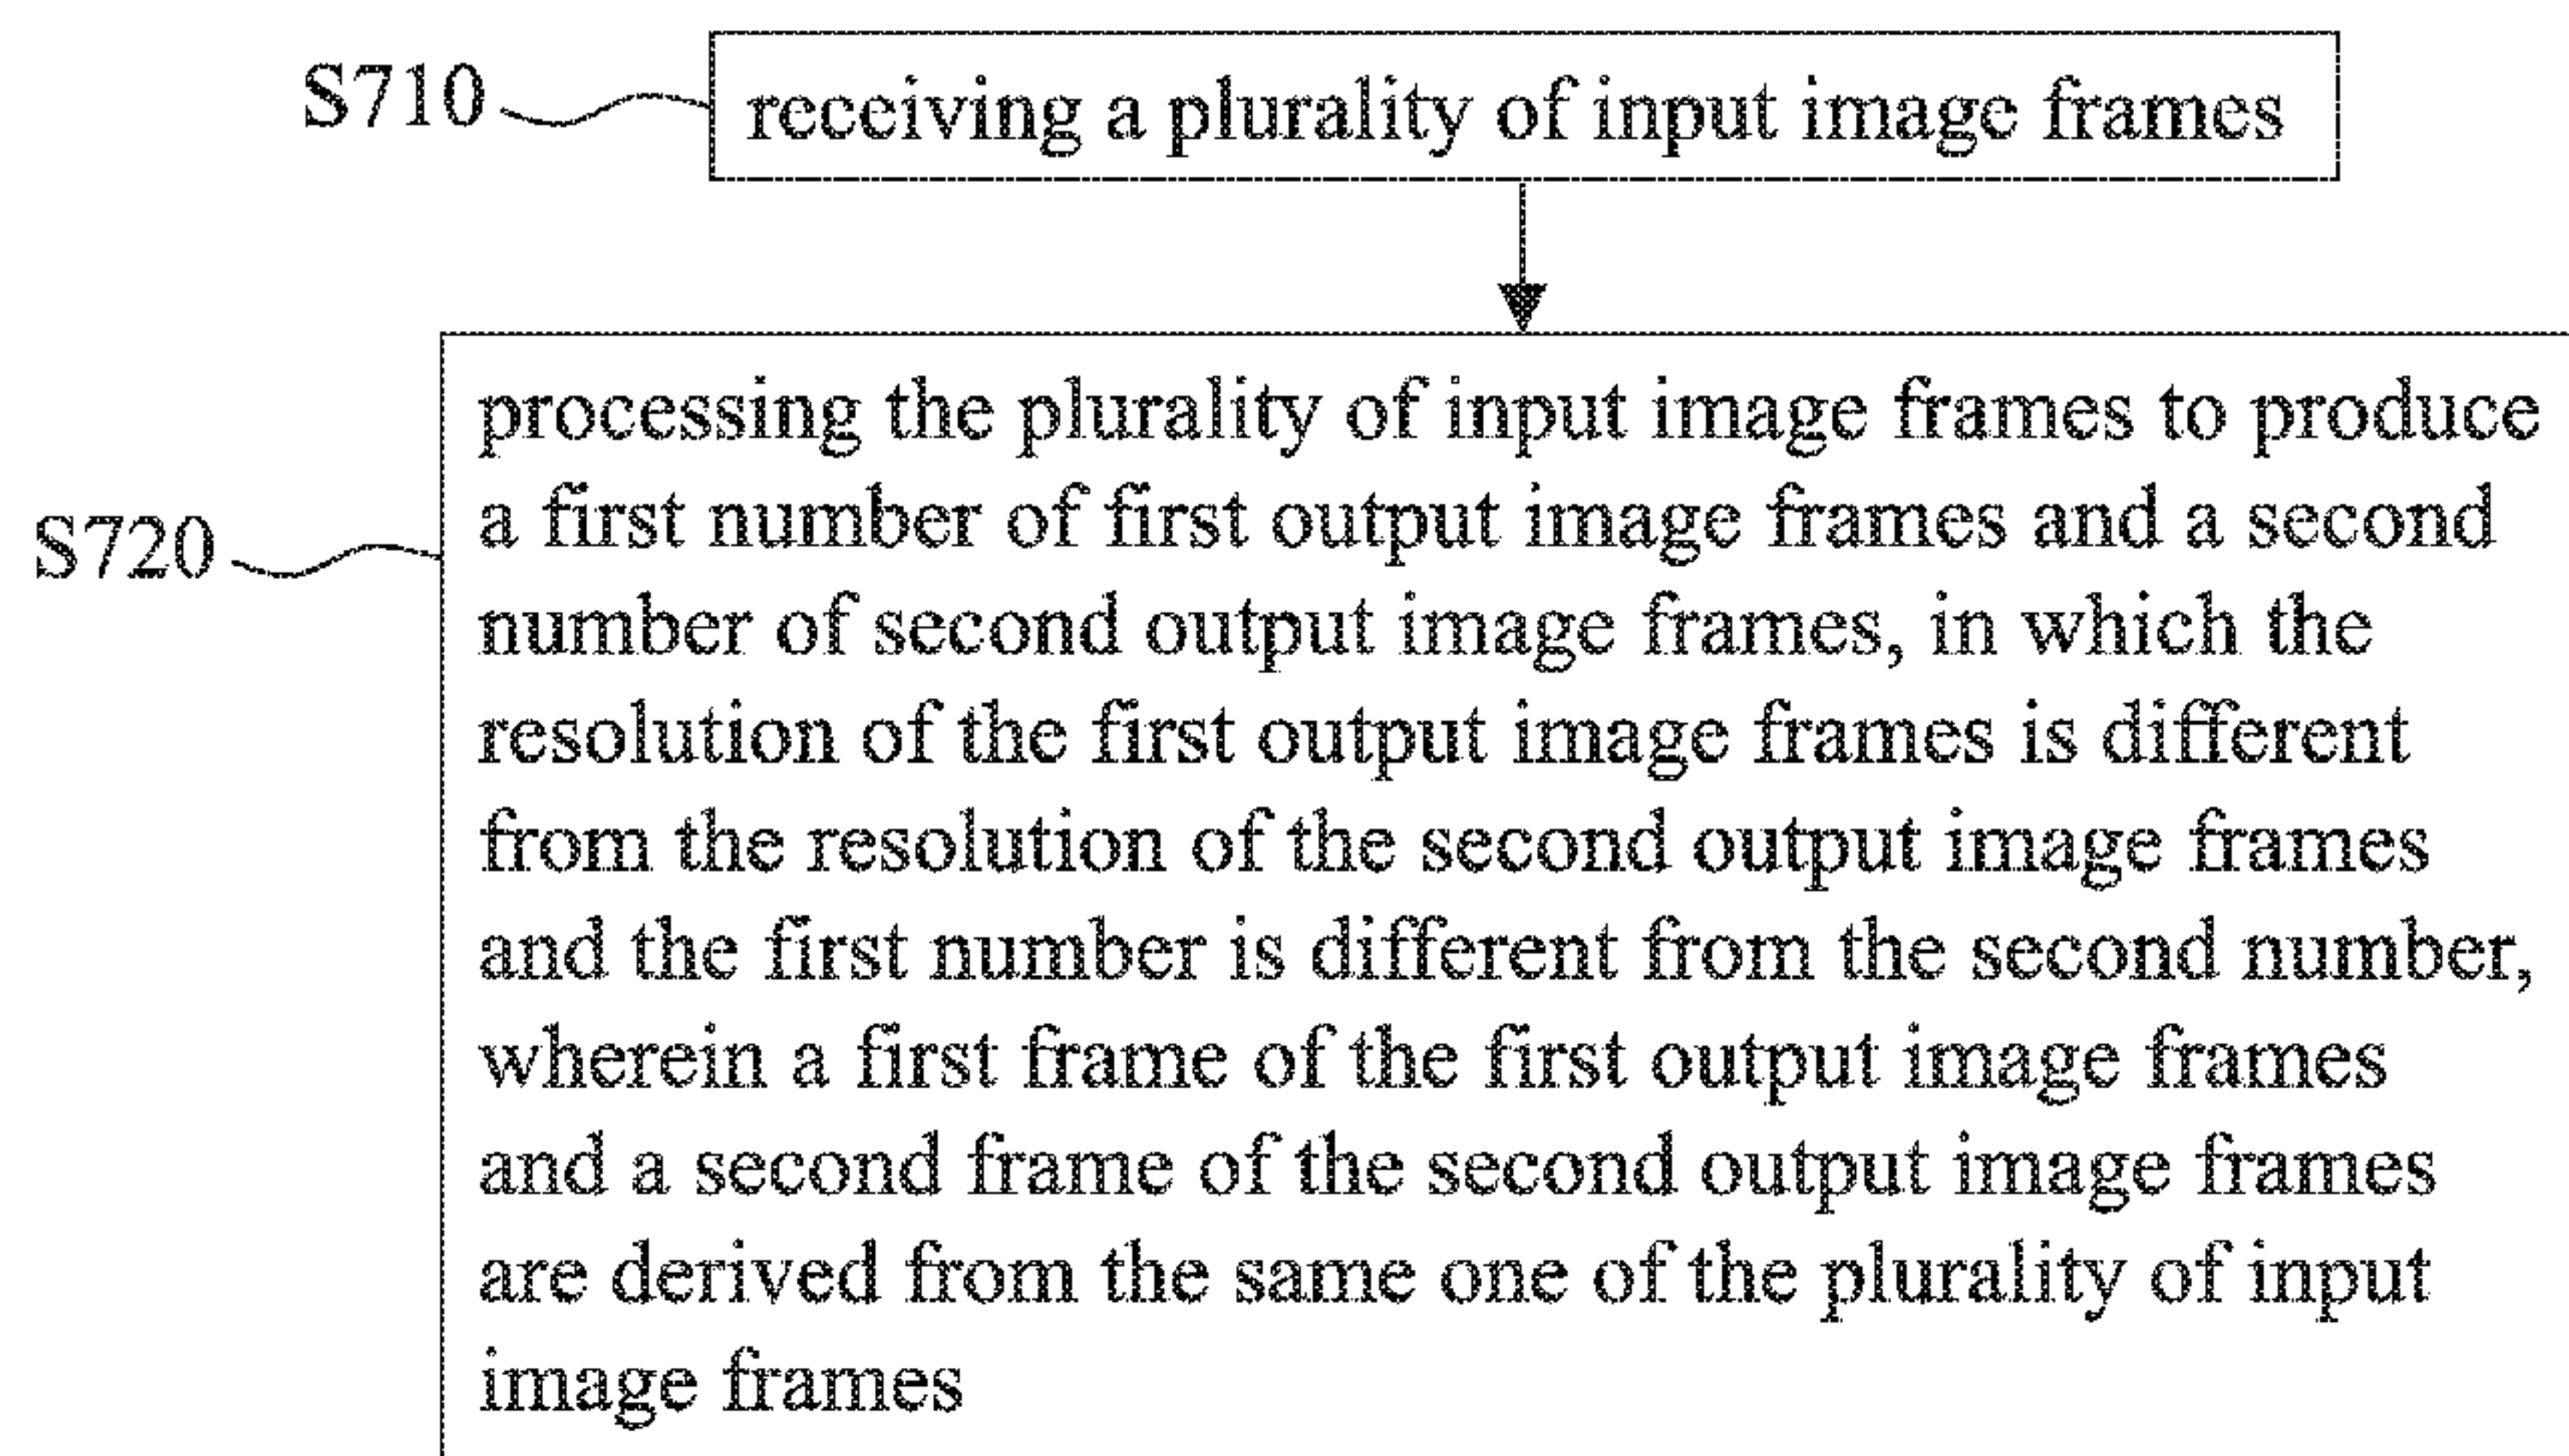 S710 receiving a plurality of input image frames
processing the plurality of input image frames to produce
a first number of first output image frames and a second
S720
number of second output image frames, in which the
resolution of the first output image frames is different
from the resolution of the second output image frames
and the first number is different from the second number,
wherein a first frame of the first output image frames
and a second frame of the second output image frames
are derived from the same one of the plurality of input
image frames